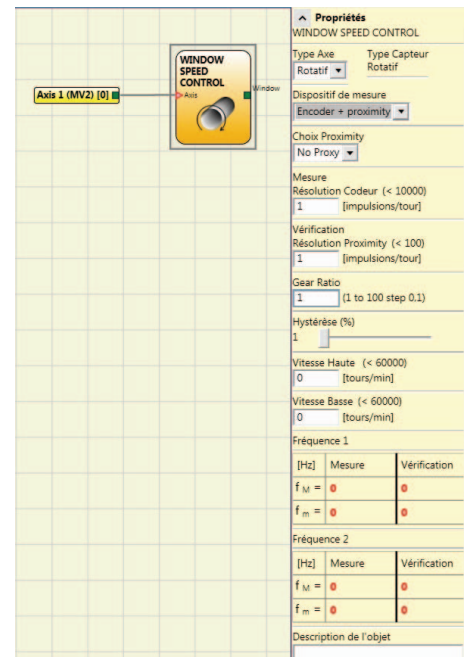 WINDOW
SPEED
CONTROL
Axis
Window
Axis 1 (MV2) [0]
Propriétés
WINDOW SPEED CONTROL
Type Axe Type Capteur
Rotatif Rotatif
Dispositif de mesure
Encoder + proximity
Choix Proximity
No Proxy
Mesure
Résolution Codeur (< 10000)
1 [impulsions/tour]
Vérification
Résolution Proximity (< 100)
1 [impulsions/tour]
Gear Ratio
1 (1 to 100 step 0.1)
Hystérèse (%)
1
Vitesse Haute (< 60000)
0 [tours/min]
Vitesse Basse (< 60000)
0 [tours/min]
Fréquence 1
[Hz] Mesure Vérification
f M = 0 0
f m = 0 0
Fréquence 2
[Hz] Mesure Vérification
f M = 0 0
f m = 0 0
Description de l'objet